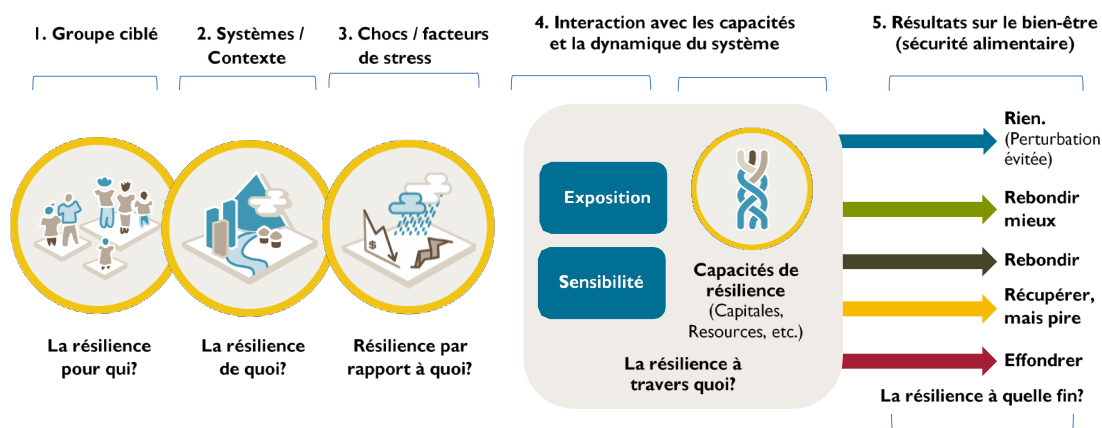 1. Groupe ciblé
2. Systèmes /
Contexte
3. Chocs / facteurs
de stress
4. Interaction avec les capacités
et la dynamique du système
5. Résultats sur le bien-être
(sécurité alimentaire)
$
La résilience
pour qui?
La résilience
de quoi?
Résilience par
rapport à quoi?
Exposition
Sensibilité
Capacités de
résilience
(Capitales,
Resources, etc.)
La résilience à
travers quoi?
Rien.
(Perturbation
évitée)
Rebondir
mieux
Rebondir
Récupérer,
mais pire
Effondrer
La résilience à quelle fin?